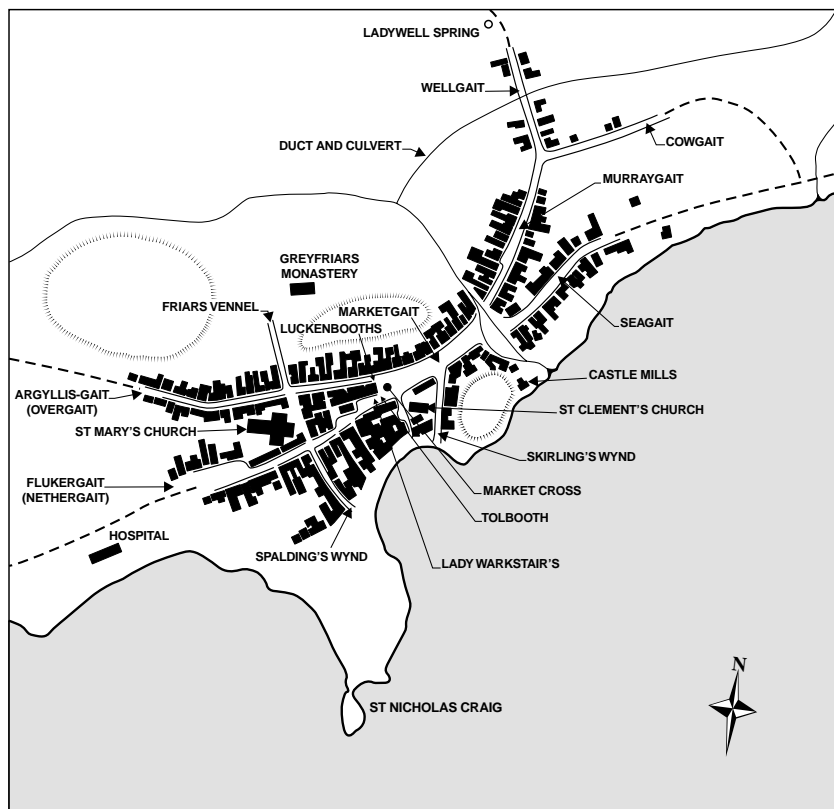 LADYWELL SPRING
WELLGAIT
DUCT AND CULVERT
COWGAIT
MURRAYGAIT
GREYFRIARS
MONASTERY
FRIARS VENNEL
MARKETGAIT
LUCKENBOOTHS
SEAGAIT
CASTLE MILLS
ARGYLLIS-GAIT
(OVERGAIT)
ST CLEMENT'S CHURCH
ST MARY'S CHURCH
SKIRLING'S WYND
FLUKERGAIT
(NETHERGAIT)
MARKET CROSS
TOLBOOTH
HOSPITAL
SPALDING'S WYND
LADY WARKSTAIR'S
N
ST NICHOLAS CRAIG